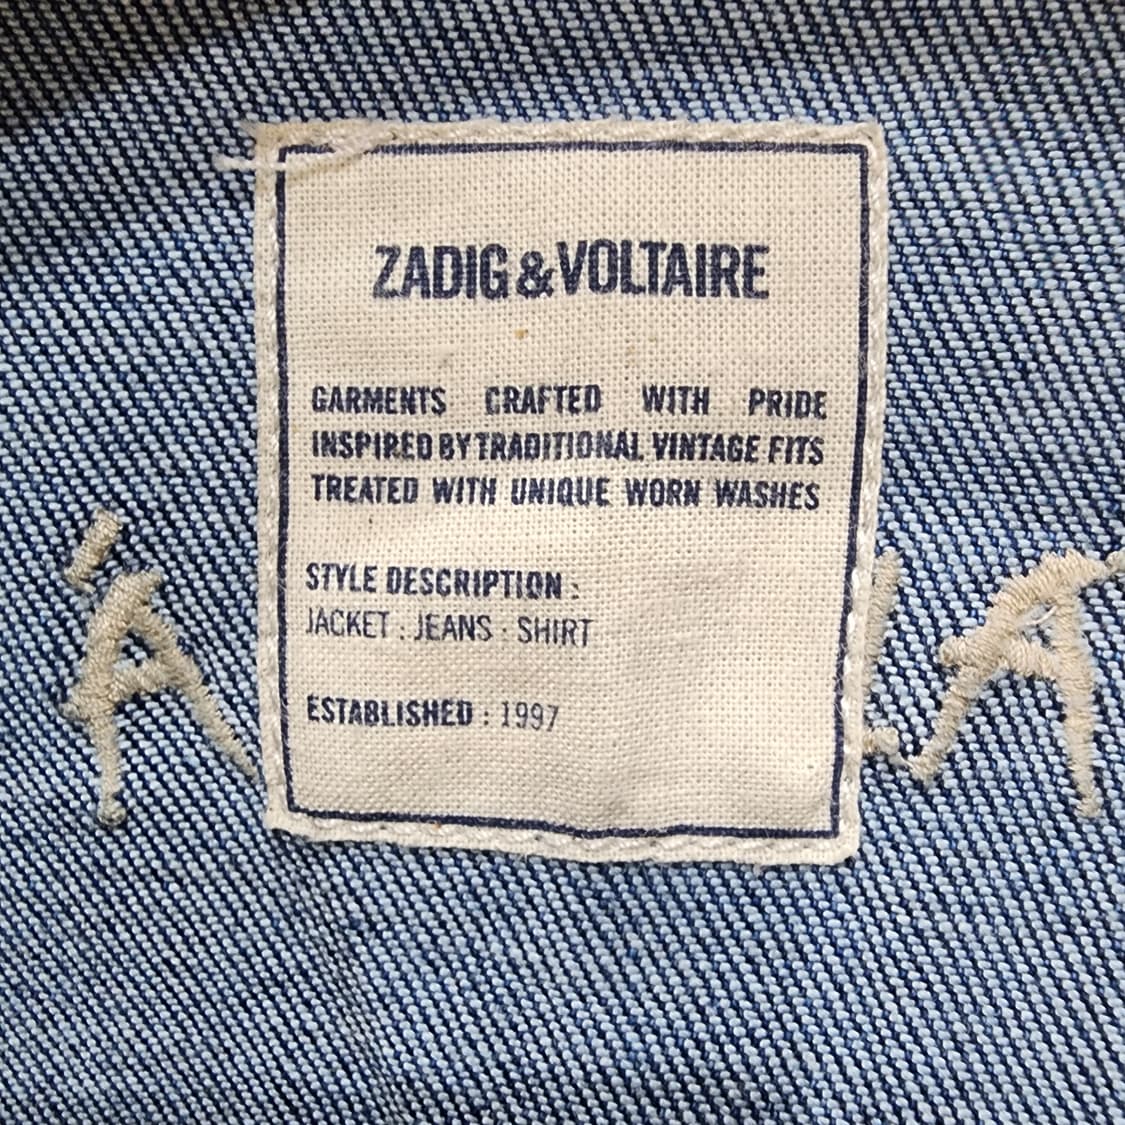 ZADIG&VOLTAIRE
GARMENTS CRAFTED WITH PRIDE
INSPIRED BY TRADITIONAL VINTAGE FITS
TREATED WITH UNIQUE WORN WASHES
STYLE DESCRIPTION :
JACKET : JEANS : SHIRT
ESTABLISHED : 1997